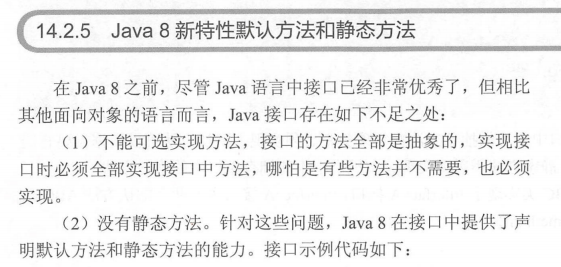 14.2.5 Java 8 新特性默认方法和静态方法
在 Java 8 之前，尽管 Java 语言中接口已经非常优秀了，但相比
其他面向对象的语言而言，Java 接口存在如下不足之处：
（1）不能可选实现方法，接口的方法全部是抽象的，实现接
口时必须全部实现接口中方法，哪怕是有些方法并不需要，也必须
实现。
（2）没有静态方法。针对这些问题，Java 8 在接口中提供了声
明默认方法和静态方法的能力。接口示例代码如下：